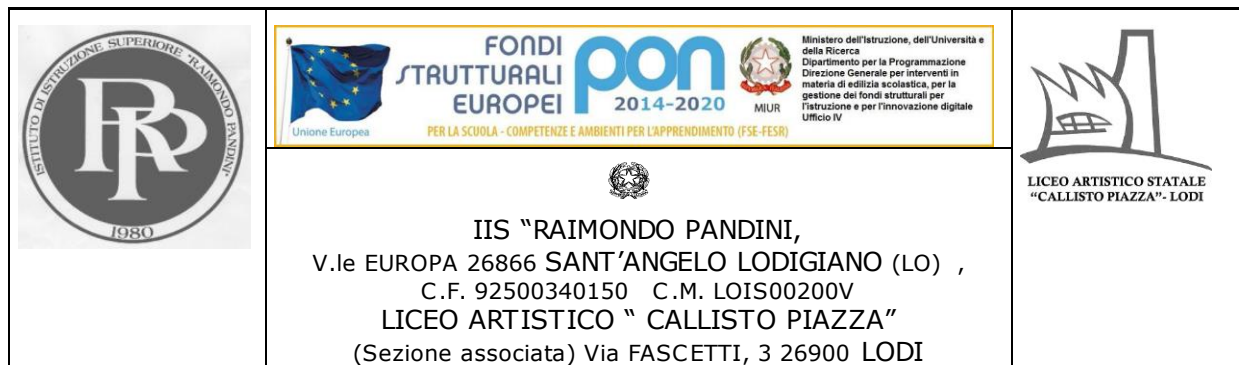 ISTITUTO DI ISTRUZIONE SUPERIORE "RAIMONDO PANDINI"
1980
Unione Europea
FONDI
STRUTTURALI
EUROPEI
pon
2014-2020
MIUR
Ministero dell'Istruzione, dell'Università e
della Ricerca
Dipartimento per la Programmazione
Direzione Generale per interventi in
materia di edilizia scolastica, per la
gestione dei fondi strutturali per
l'istruzione e per l'innovazione digitale
Ufficio IV
PER LA SCUOLA - COMPETENZE E AMBIENTI PER L'APPRENDIMENTO (FSE-FESR)
IIS “RAIMONDO PANDINI,
V.le EUROPA 26866 SANT’ANGELO LODIGIANO (LO) ,
C.F. 92500340150 C.M. LOIS00200V
LICEO ARTISTICO “ CALLISTO PIAZZA”
(Sezione associata) Via FASCETTI, 3 26900 LODI
LICEO ARTISTICO STATALE
“CALLISTO PIAZZA”- LODI